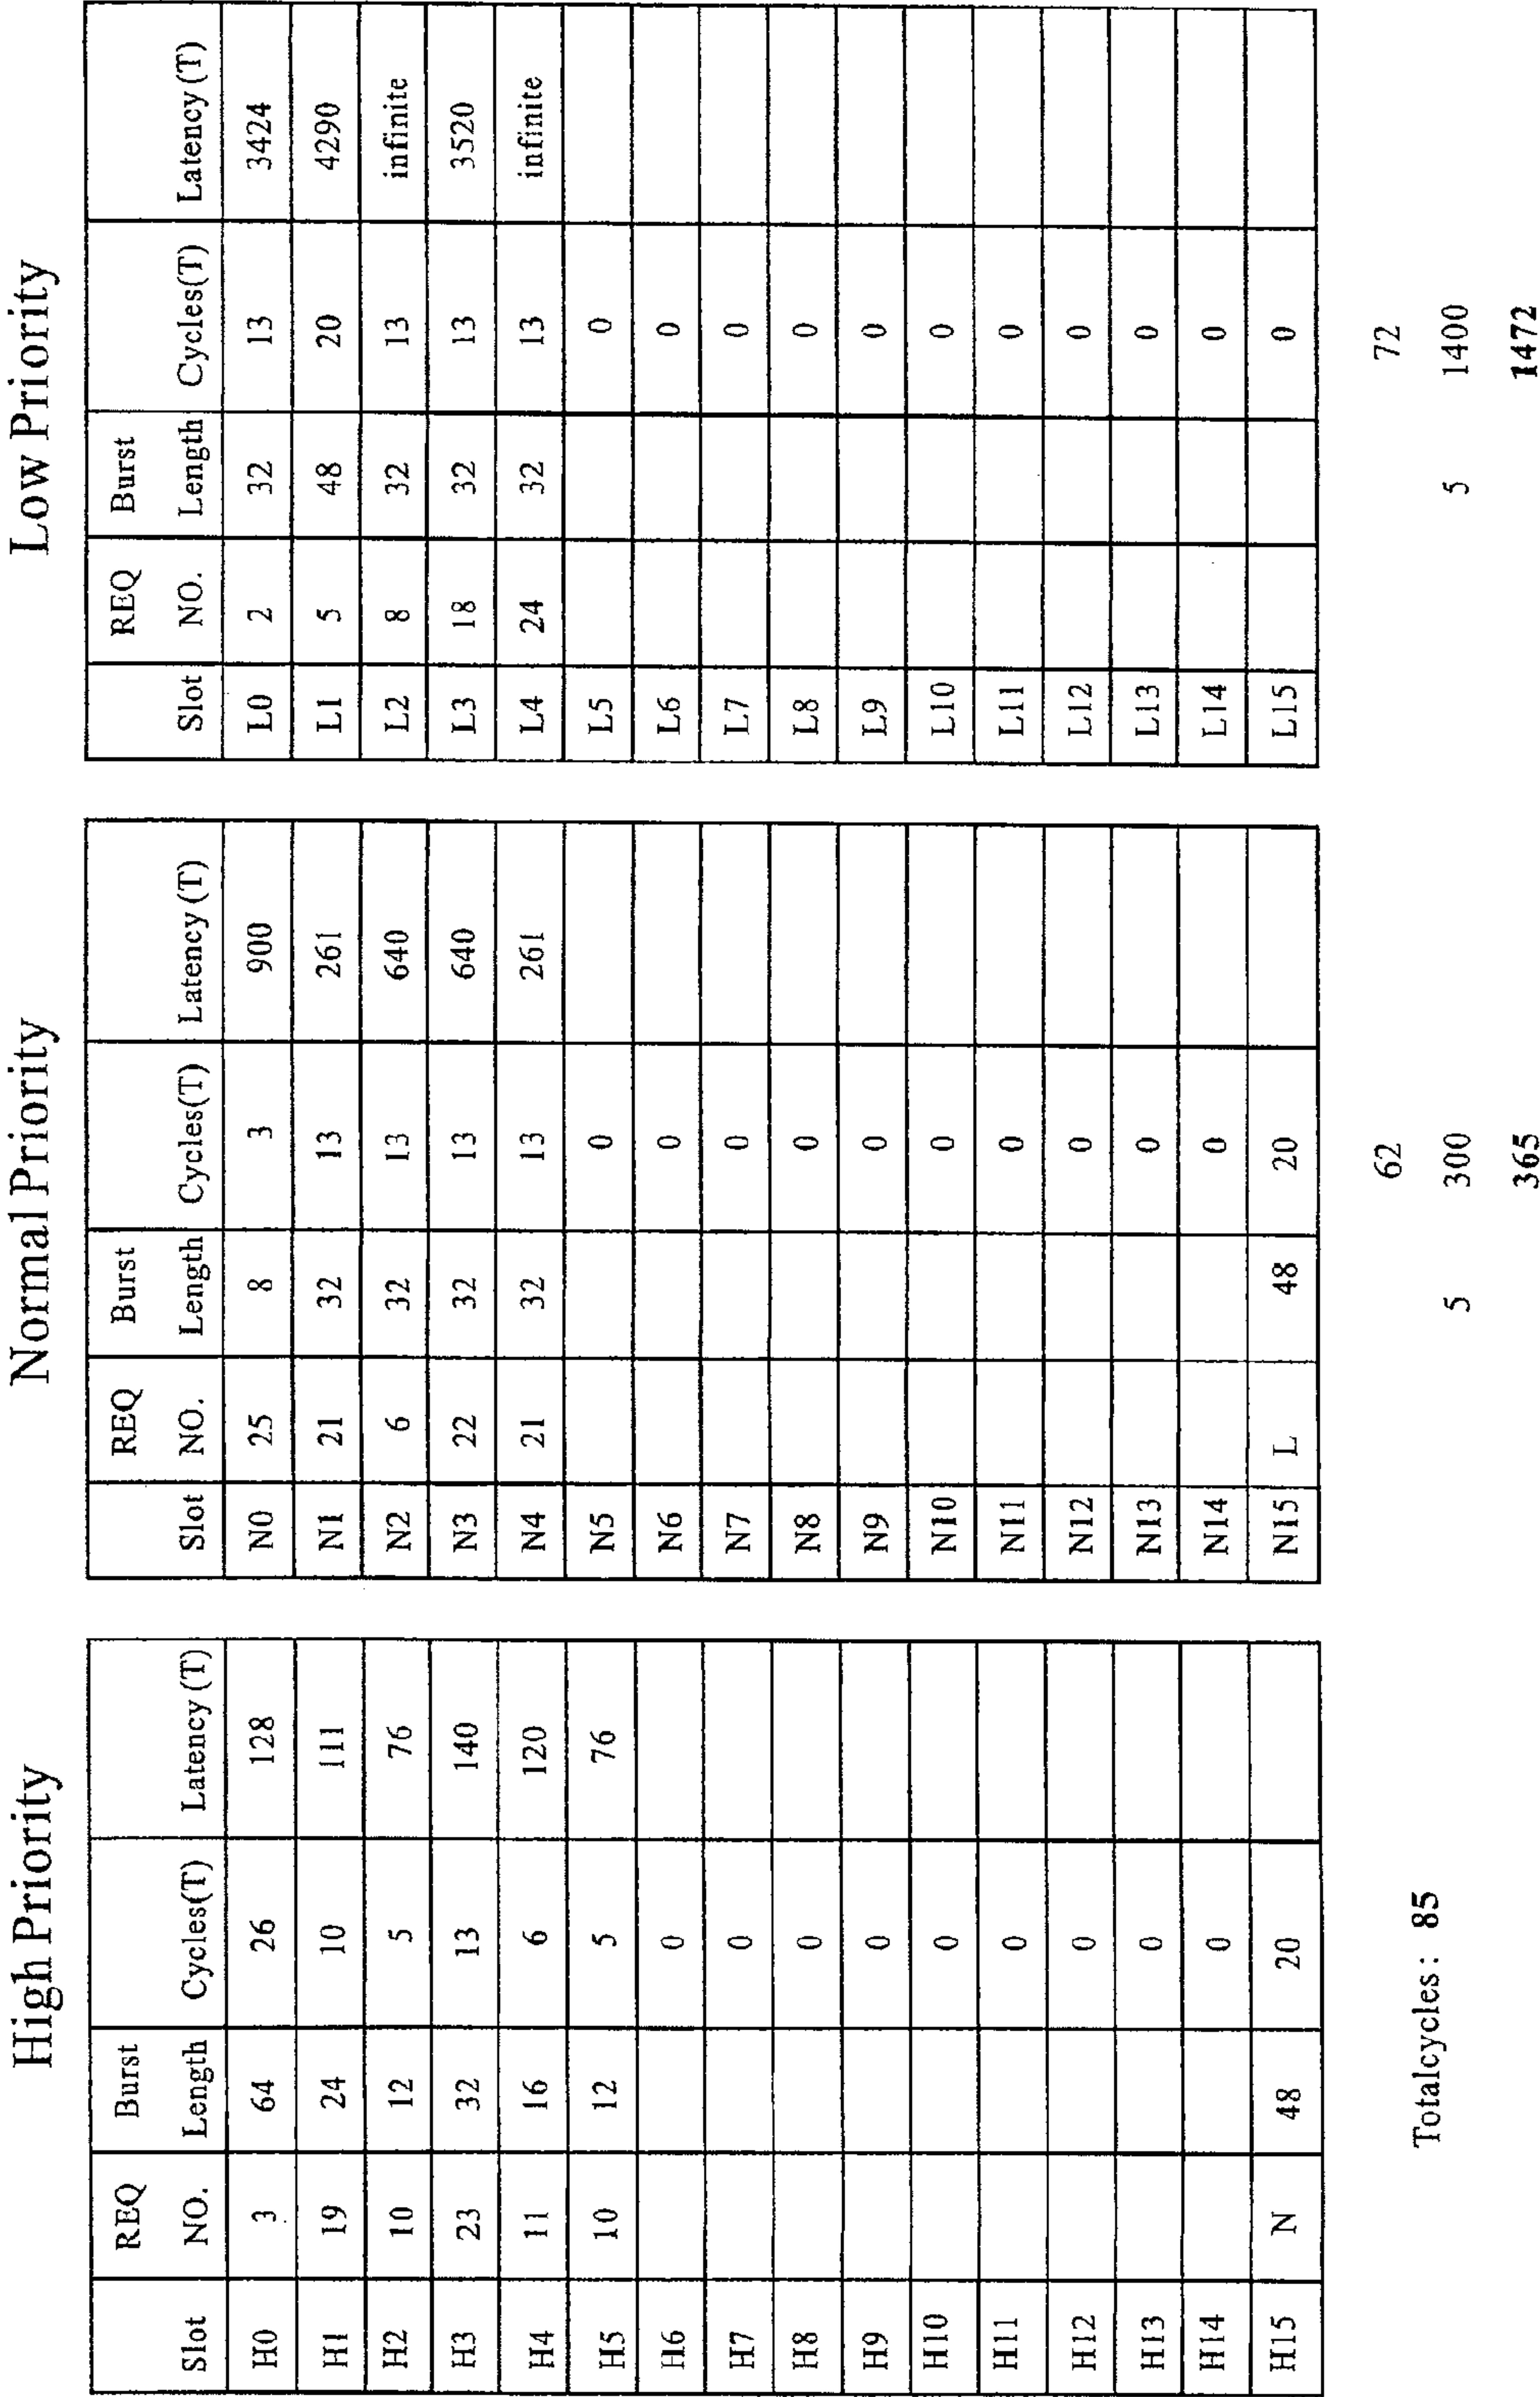 High Priority
REQ Burst
Slot NO. Length Cycles(T) Latency (T)
H0 3 64 26 128
H1 19 24 10 111
H2 10 12 5 76
H3 23 32 13 140
H4 11 16 6 120
H5 10 12 5 76
H6 0
H7 0
H8 0
H9 0
H10 0
H11 0
H12 0
H13 0
H14 0
H15 N 48 20
Totalcycles: 85
Normal Priority
REQ Burst
Slot NO. Length Cycles(T) Latency (T)
N0 25 8 3 900
N1 21 32 13 261
N2 6 32 13 640
N3 22 32 13 640
N4 21 32 13 261
N5 0
N6 0
N7 0
N8 0
N9 0
N10 0
N11 0
N12 0
N13 0
N14 0
N15 L 48 20
62
5 300
365
Low Priority
REQ Burst
Slot NO. Length Cycles(T) Latency (T)
L0 2 32 13 3424
L1 5 48 20 4290
L2 8 32 13 infinite
L3 18 32 13 3520
L4 24 32 13 infinite
L5 0
L6 0
L7 0
L8 0
L9 0
L10 0
L11 0
L12 0
L13 0
L14 0
L15 0
72
5 1400
1472